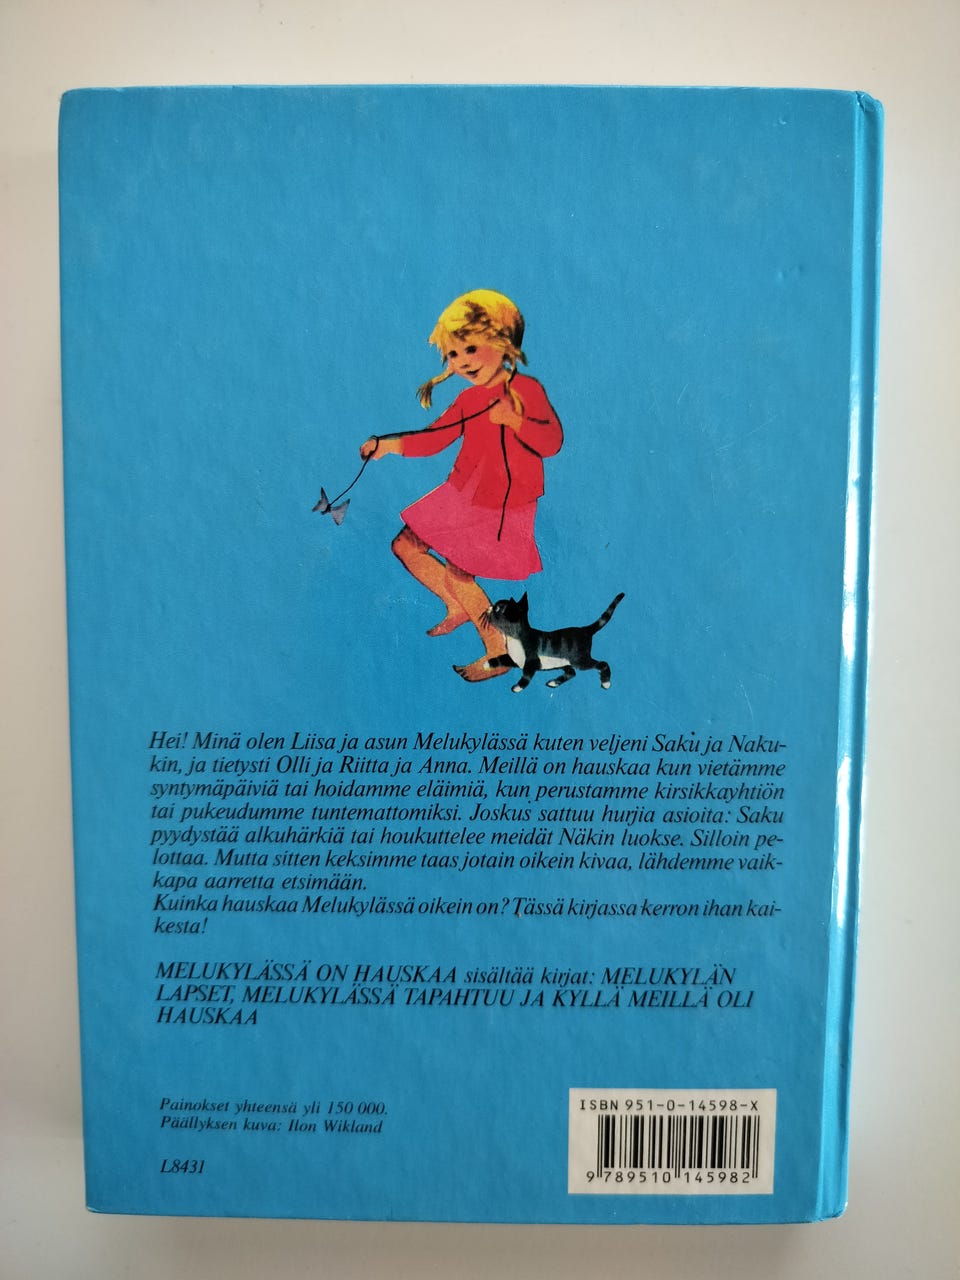 Hei! Minä olen Liisa ja asun Melukylässä kuten veljeni Saku ja Naku-
kin, ja tietysti Olli ja Riitta ja Anna. Meillä on hauskaa kun vietämme
syntymäpäiviä tai hoidamme eläimiä, kun perustamme kirsikkayhtiön
tai pukeudumme tuntemattomiksi. Joskus sattuu hurjia asioita: Saku
pyydystää alkuhärkiä tai houkuttelee meidät Näkin luokse. Silloin pe-
lottaa. Mutta sitten keksimme taas jotain oikein kivaa, lähdemme vaik-
kapa aarretta etsimään.
Kuinka hauskaa Melukylässä oikein on? Tässä kirjassa kerron ihan kai-
kesta!
MELUKYLÄSSÄ ON HAUSKAA sisältää kirjat: MELUKYLÄN
LAPSET, MELUKYLÄSSÄ TAPAHTUU JA KYLLÄ MEILLÄ OLI
HAUSKAA
Painokset yhteensä yli 150 000.
Päällyksen kuva: Ilon Wikland
L8431
ISBN 951-0-14598-X
9 789510 145982